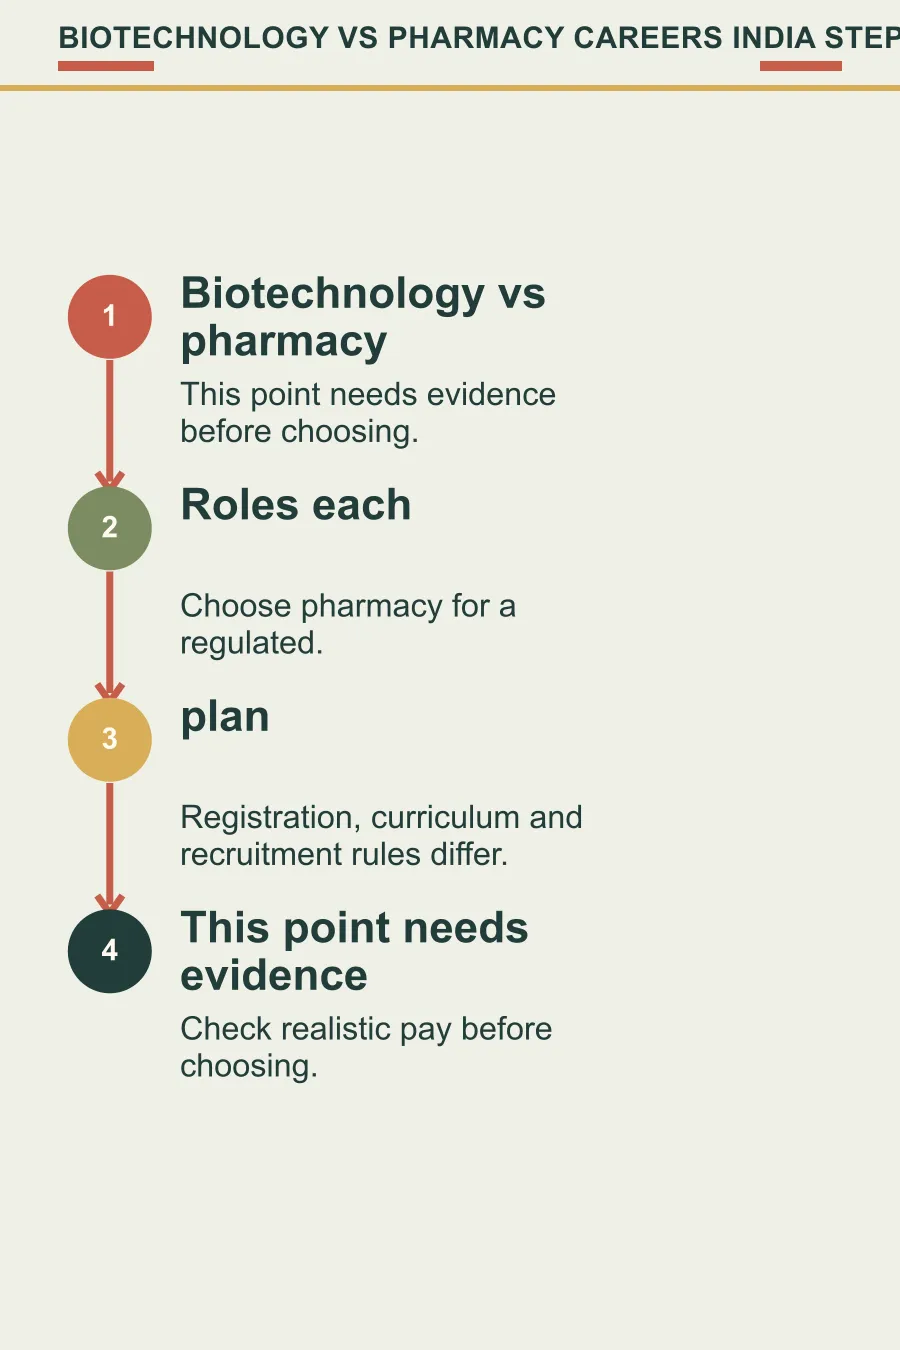 BIOTECHNOLOGY VS PHARMACY CAREERS INDIA STEP
1
Biotechnology vs
pharmacy
This point needs evidence
before choosing.
2
Roles each
Choose pharmacy for a
regulated.
3
plan
Registration, curriculum and
recruitment rules differ.
4
This point needs
evidence
Check realistic pay before
choosing.